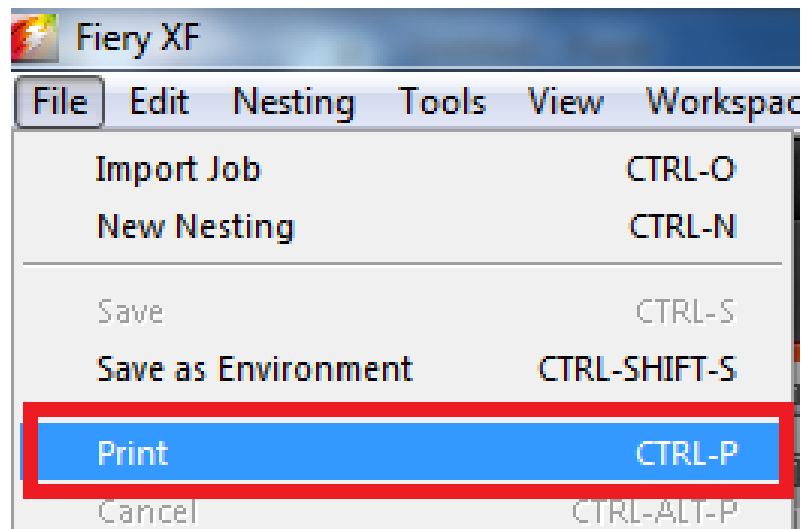 Fiery XF
File Edit Nesting Tools View Workspac
Import Job CTRL-O
New Nesting CTRL-N
Save CTRL-S
Save as Environment CTRL-SHIFT-S
Print CTRL-P
Cancel CTRL-ALT-P